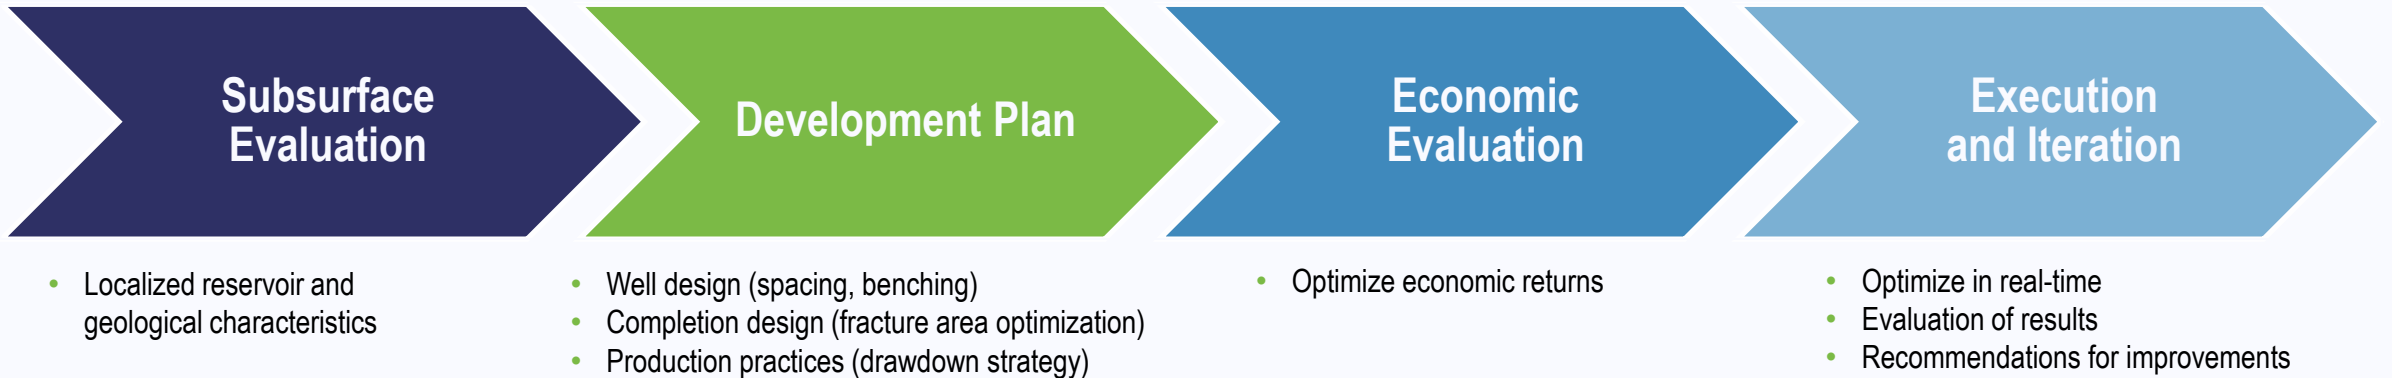 Subsurface
Evaluation
• Localized reservoir and
geological characteristics
Development Plan
• Well design (spacing, benching)
• Completion design (fracture area optimization)
• Production practices (drawdown strategy)
Economic
Evaluation
• Optimize economic returns
Execution
and Iteration
• Optimize in real-time
• Evaluation of results
• Recommendations for improvements